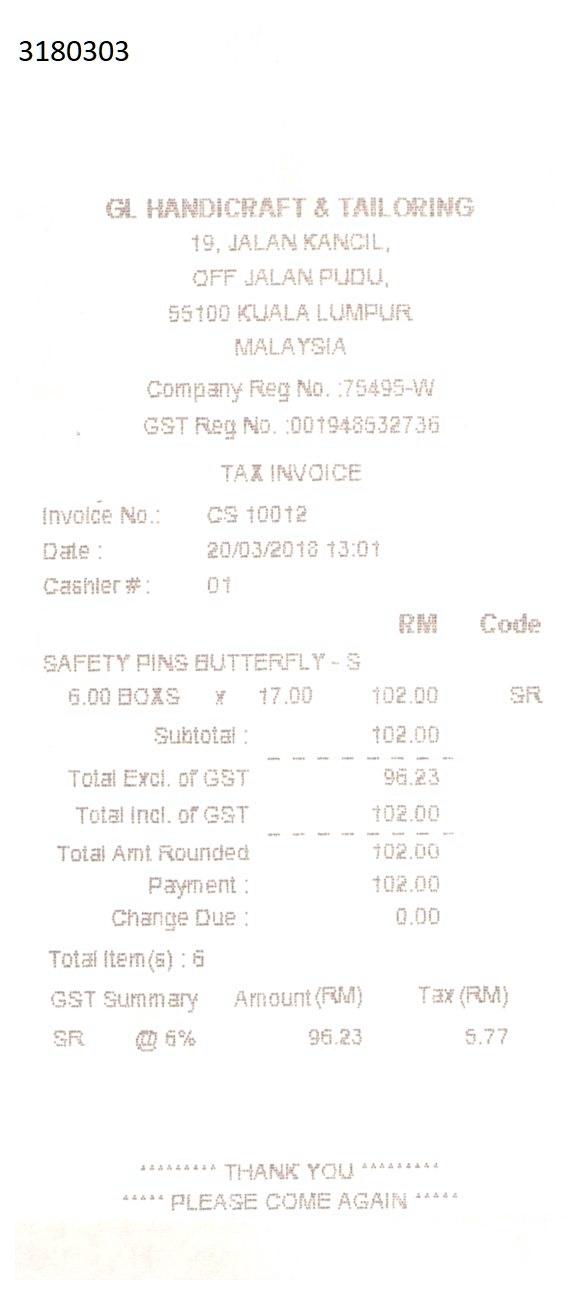 3180303
GL HANDICRAFT & TAILORING
19, JALAN KANCIL,
OFF JALAN PUDU,
55100 KUALA LUMPUR
MALAYSIA
Company Reg No. :75495-W
GST Reg No. :001948532736
TAX INVOICE
Invoice No.: CS 10012
Date : 20/03/2018 13:01
Cashier # : 01
RM Code
SAFETY PINS BUTTERFLY - S
6.00 BOXS x 17.00 102.00 SR
Subtotal : 102.00
Total Excl. of GST 96.23
Total Incl. of GST 102.00
Total Amt Rounded 102.00
Payment : 102.00
Change Due : 0.00
Total Item(s) : 6
GST Summary Amount(RM) Tax (RM)
SR @ 6% 96.23 5.77
********* THANK YOU *********
***** PLEASE COME AGAIN *****